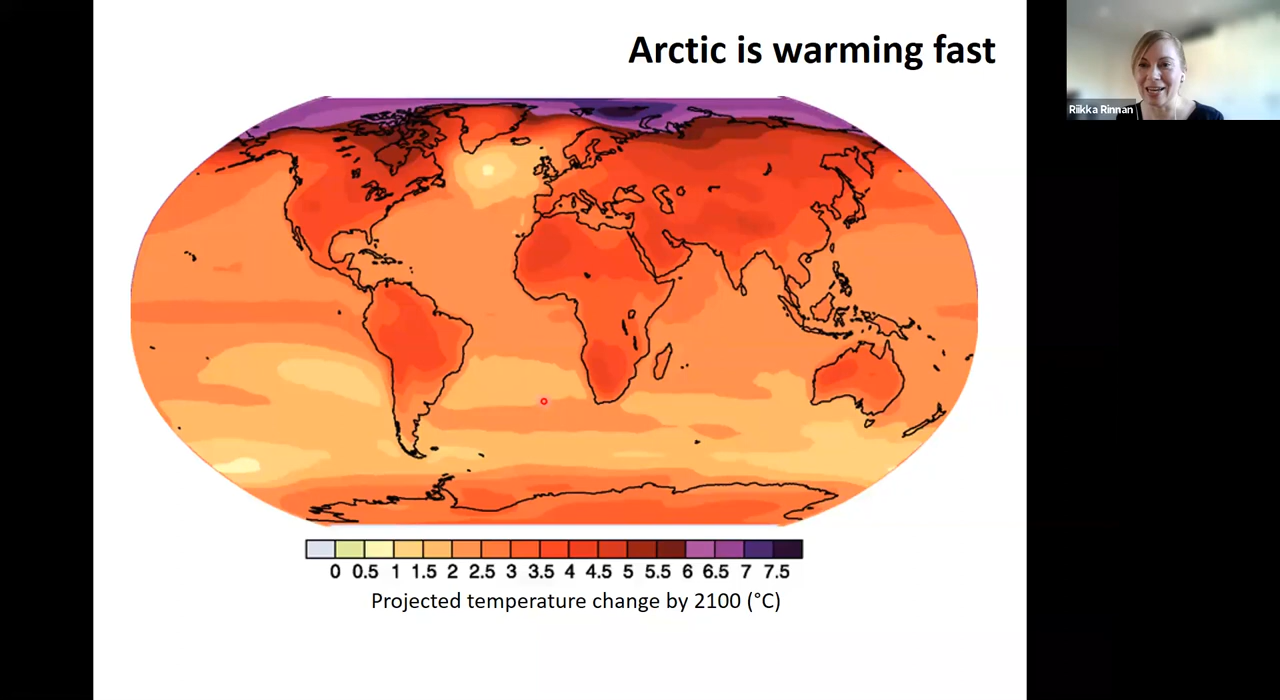 Arctic is warming fast
Riikka Rinnan
0 0.5 1 1.5 2 2.5 3 3.5 4 4.5 5 5.5 6 6.5 7 7.5
Projected temperature change by 2100 (°C)